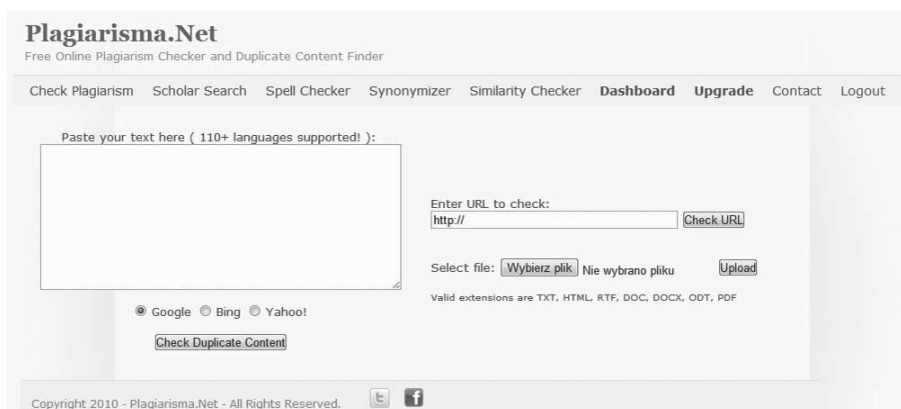 Plagiarisma.Net
Free Online Plagiarism Checker and Duplicate Content Finder
Check Plagiarism Scholar Search Spell Checker Synonymizer Similarity Checker Dashboard Upgrade Contact Logout
Paste your text here ( 110+ languages supported! ):
Enter URL to check:
http:// Check URL
Select file: Wybierz plik Nie wybrano pliku Upload
Valid extensions are TXT, HTML, RTF, DOC, DOCX, ODT, PDF
Google Bing Yahoo!
Check Duplicate Content
Copyright 2010 - Plagiarisma.Net - All Rights Reserved. t f